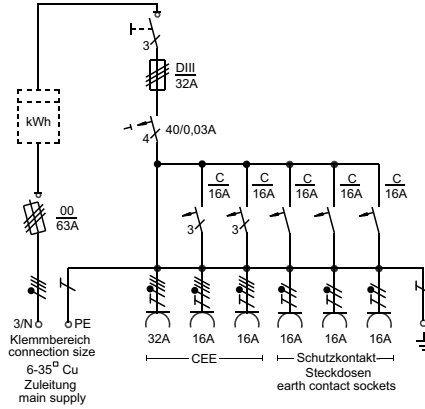 3
DIII
32A
kWh
4 40/0,03A
C
16A
C
16A
C
16A
C
16A
C
16A
00
63A
3
3
3/N PE
Klemmbereich
connection size
6-35□ Cu
Zuleitung
main supply
32A 16A 16A 16A 16A 16A
CEE
Schutzkontakt-
Steckdosen
earth contact sockets